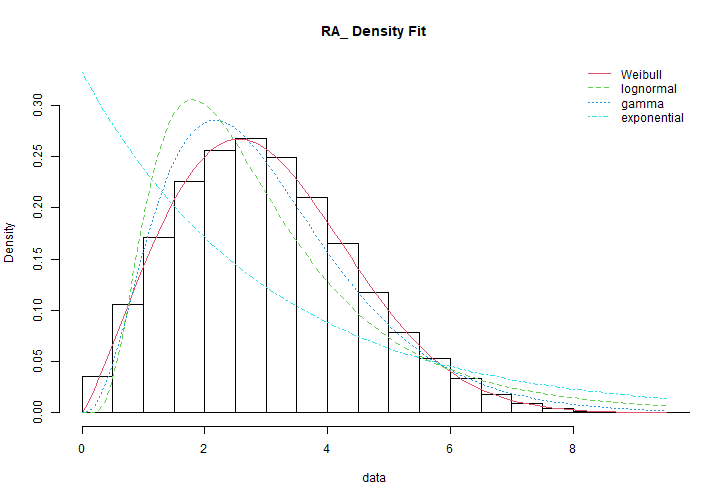 RA_ Density Fit
Weibull
lognormal
gamma
exponential
Density
0.30
0.25
0.20
0.15
0.10
0.05
0.00
0 2 4 6 8
data